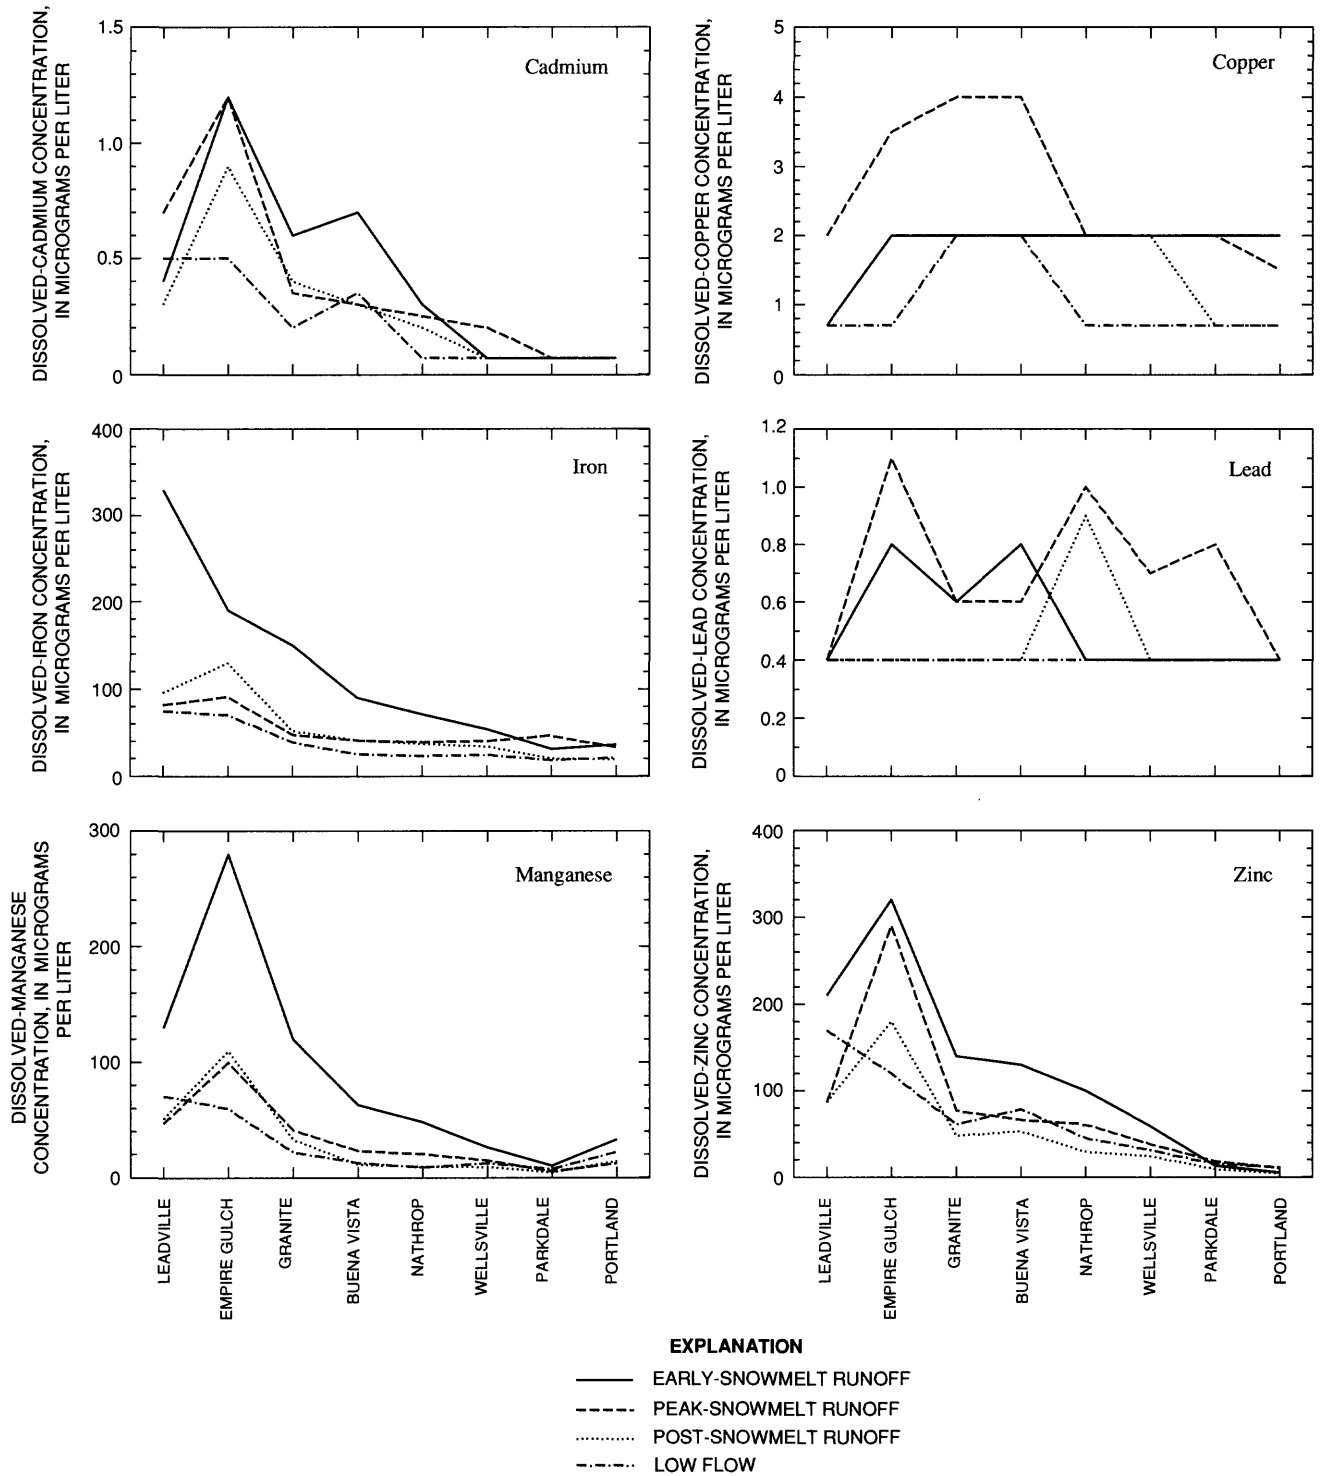 DISSOLVED-CADMIUM CONCENTRATION,
IN MICROGRAMS PER LITER
1.5
1.0
0.5
0
Cadmium
DISSOLVED-COPPER CONCENTRATION,
IN MICROGRAMS PER LITER
5
4
3
2
1
0
Copper
DISSOLVED-IRON CONCENTRATION,
IN MICROGRAMS PER LITER
400
300
200
100
0
Iron
DISSOLVED-LEAD CONCENTRATION,
IN MICROGRAMS PER LITER
1.2
1.0
0.8
0.6
0.4
0.2
0
Lead
DISSOLVED-MANGANESE
CONCENTRATION, IN MICROGRAMS
PER LITER
300
200
100
0
Manganese
DISSOLVED-ZINC CONCENTRATION,
IN MICROGRAMS PER LITER
400
300
200
100
0
Zinc
LEADVILLE
EMPIRE GULCH
GRANITE
BUENA VISTA
NATHROP
WELLSVILLE
PARKDALE
PORTLAND
LEADVILLE
EMPIRE GULCH
GRANITE
BUENA VISTA
NATHROP
WELLSVILLE
PARKDALE
PORTLAND
EXPLANATION
EARLY-SNOWMELT RUNOFF
PEAK-SNOWMELT RUNOFF
POST-SNOWMELT RUNOFF
LOW FLOW